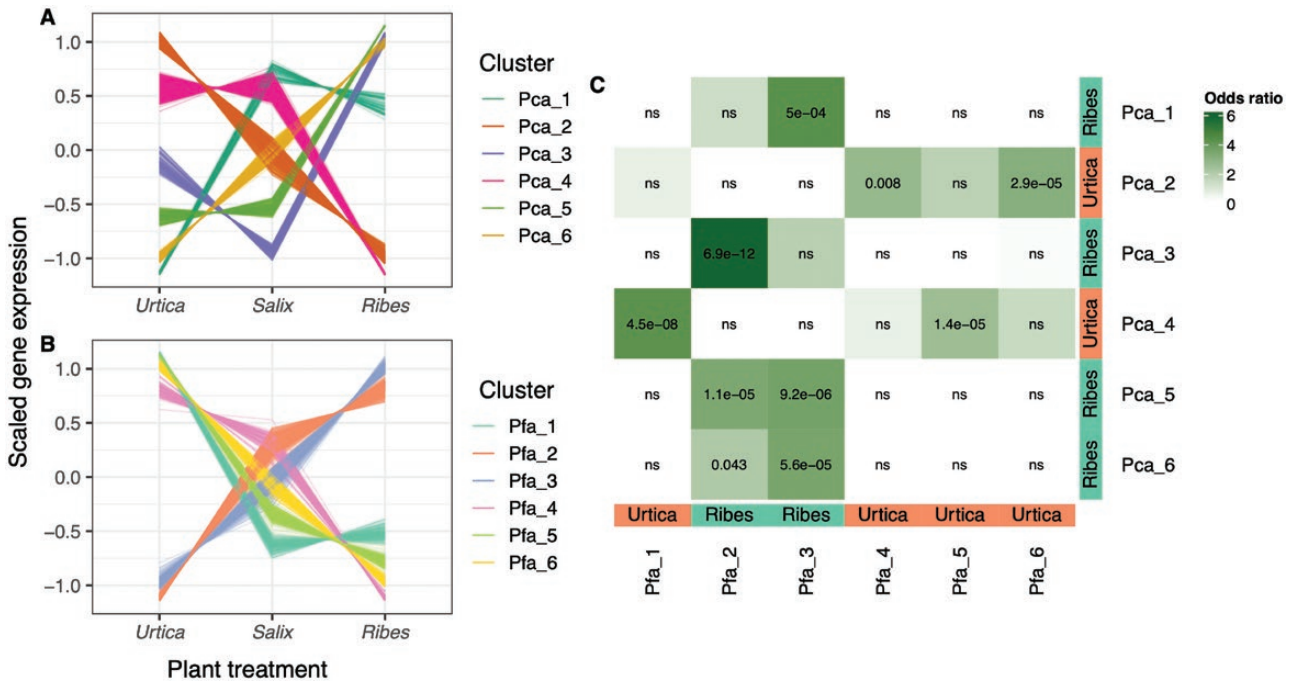 A
Scaled gene expression
1.0
0.5
0.0
−0.5
−1.0
Urtica Salix Ribes
Cluster
Pca_1
Pca_2
Pca_3
Pca_4
Pca_5
Pca_6
B
1.0
0.5
0.0
−0.5
−1.0
Urtica Salix Ribes
Plant treatment
Cluster
Pfa_1
Pfa_2
Pfa_3
Pfa_4
Pfa_5
Pfa_6
C
ns ns 5e−04 ns ns ns Ribes Pca_1
ns ns ns 0.008 ns 2.9e−05 Urtica Pca_2
ns 6.9e−12 ns ns ns ns Ribes Pca_3
4.5e−08 ns ns ns 1.4e−05 ns Urtica Pca_4
ns 1.1e−05 9.2e−06 ns ns ns Ribes Pca_5
ns 0.043 5.6e−05 ns ns ns Ribes Pca_6
Urtica Ribes Ribes Urtica Urtica Urtica
Pfa_1 Pfa_2 Pfa_3 Pfa_4 Pfa_5 Pfa_6
Odds ratio
6
4
2
0